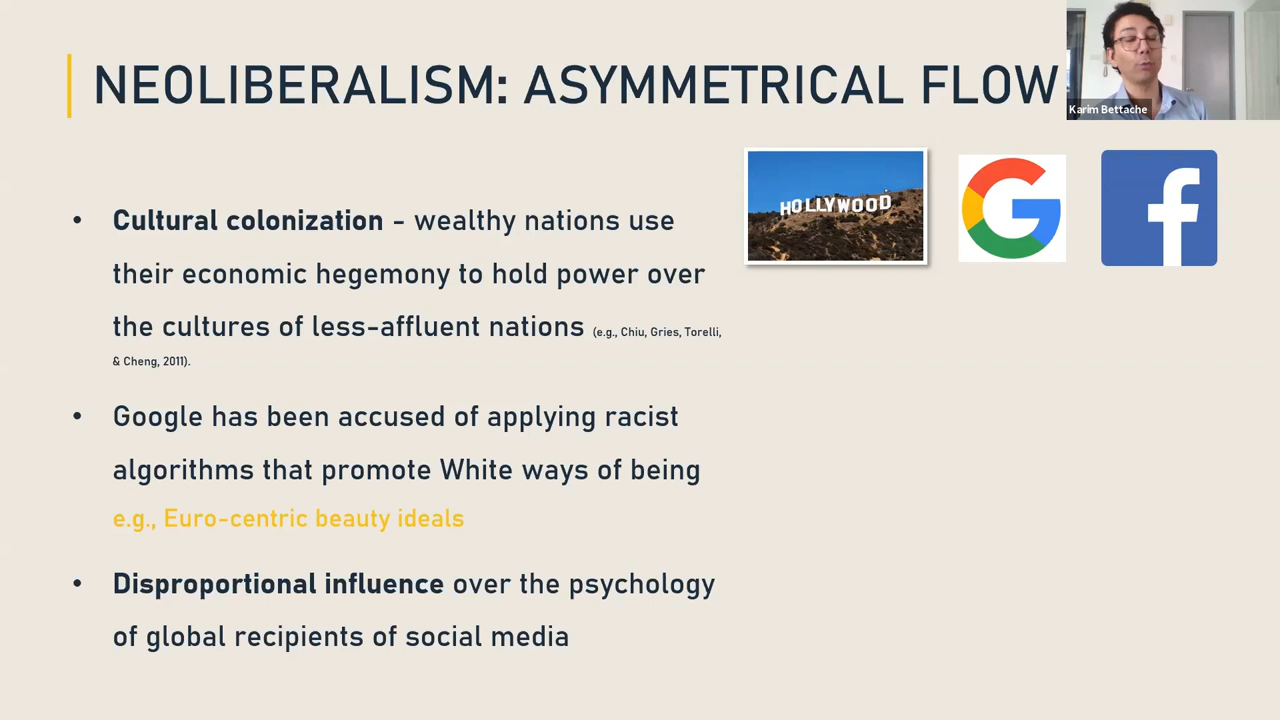 NEOLIBERALISM: ASYMMETRICAL FLOW
Karim Bettache
HOLLYWOOD
• Cultural colonization - wealthy nations use
their economic hegemony to hold power over
the cultures of less-affluent nations (e.g., Chiu, Gries, Torelli,
& Cheng, 2011).
• Google has been accused of applying racist
algorithms that promote White ways of being
e.g., Euro-centric beauty ideals
• Disproportional influence over the psychology
of global recipients of social media